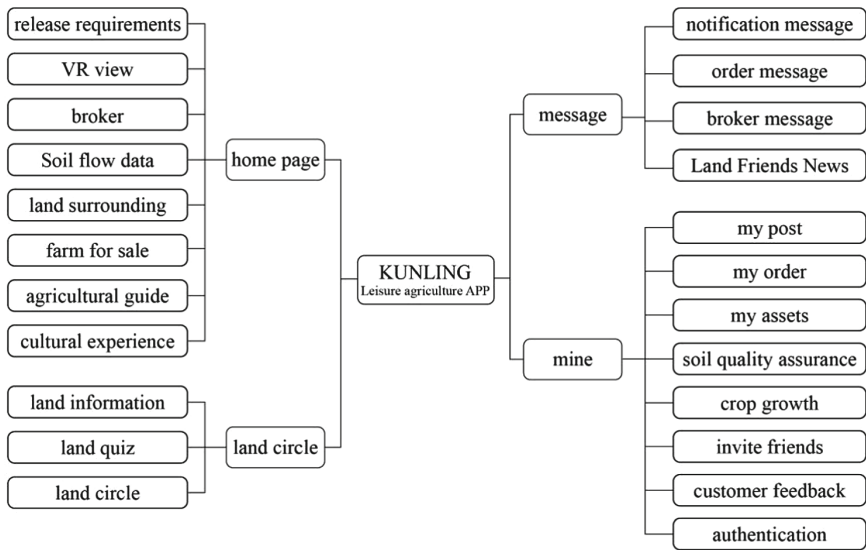 release requirements
VR view
broker
Soil flow data
land surrounding
farm for sale
agricultural guide
cultural experience
home page
land information
land quiz
land circle
land circle
KUNLING
Leisure agriculture APP
message
notification message
order message
broker message
Land Friends News
mine
my post
my order
my assets
soil quality assurance
crop growth
invite friends
customer feedback
authentication